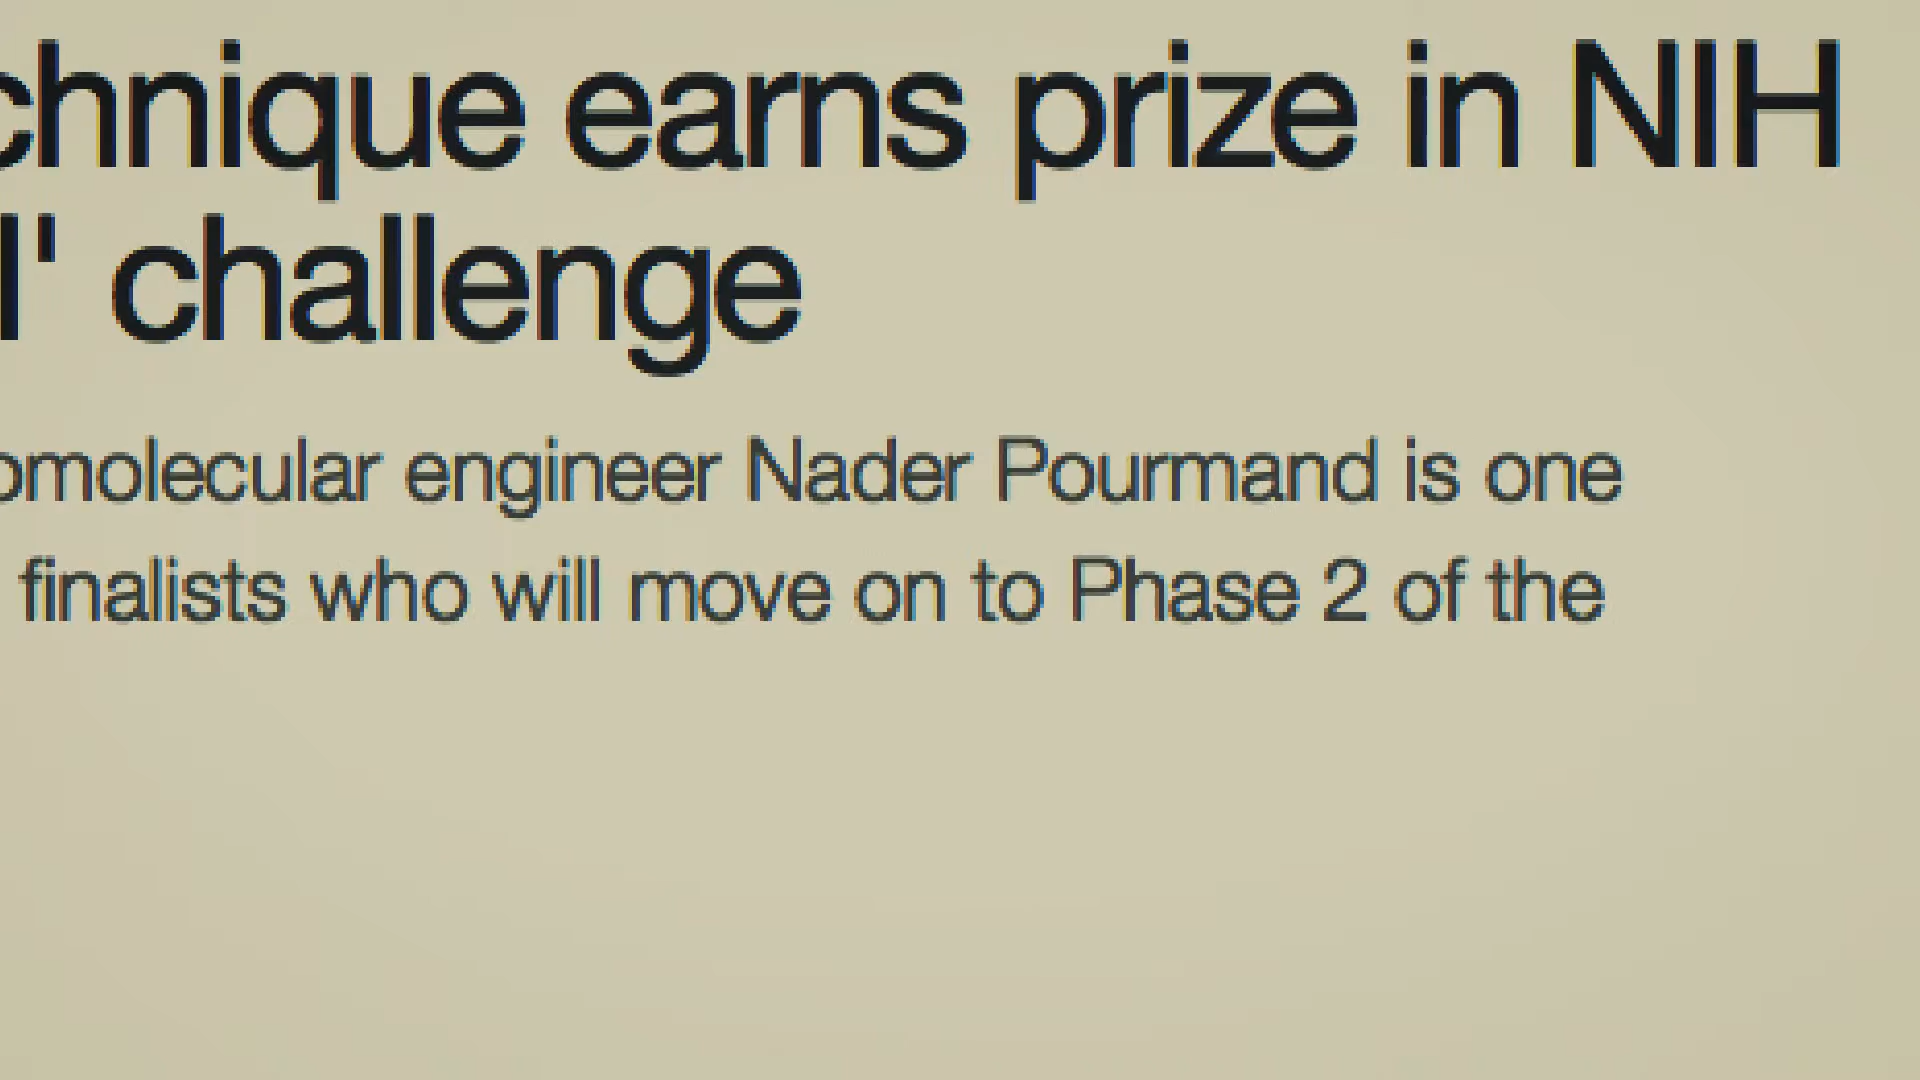 chnique earns prize in NIH
l' challenge
omolecular engineer Nader Pourmand is one
finalists who will move on to Phase 2 of the